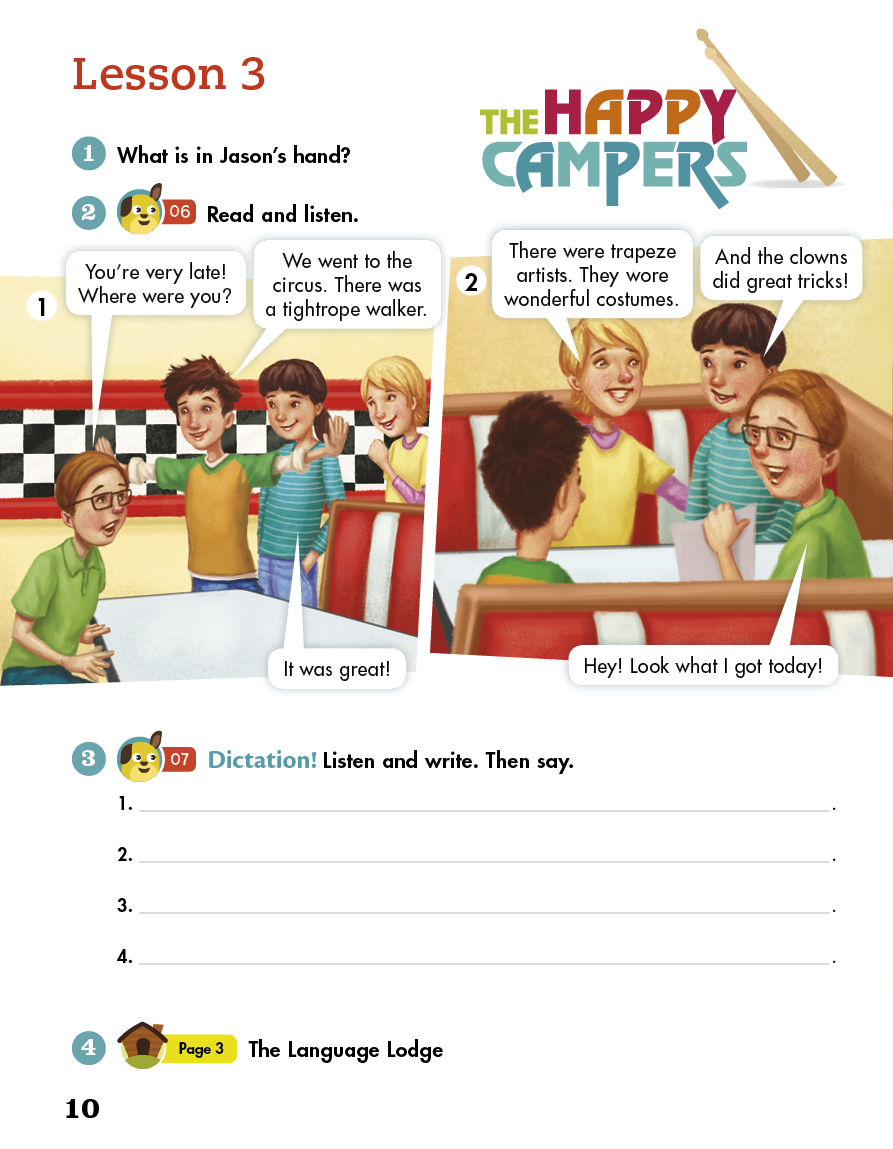 Lesson 3
THE HAPPY
CAMPERS
1 What is in Jason's hand?
2 06 Read and listen.
1
You're very late!
Where were you?
We went to the
circus. There was
a tightrope walker.
It was great!
2
There were trapeze
artists. They wore
wonderful costumes.
And the clowns
did great tricks!
Hey! Look what I got today!
3 07 Dictation! Listen and write. Then say.
1. .
2. .
3. .
4. .
4 Page 3 The Language Lodge
10